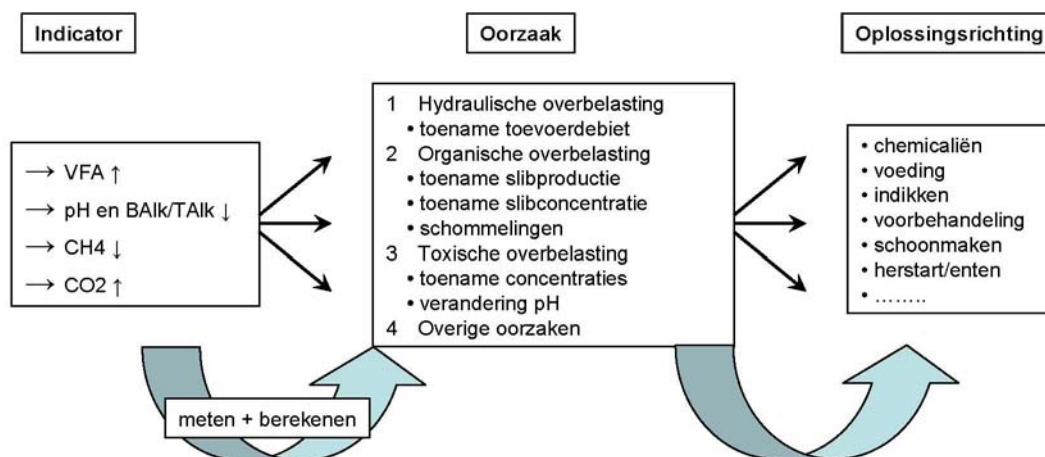 Indicator
Oorzaak
Oplossingsrichting
→ VFA ↑
→ pH en BAlk/TAlk ↓
→ CH4 ↓
→ CO2 ↑
1 Hydraulische overbelasting
• toename toevoerdebiet
2 Organische overbelasting
• toename slibproductie
• toename slibconcentratie
• schommelingen
3 Toxische overbelasting
• toename concentraties
• verandering pH
4 Overige oorzaken
• chemicaliën
• voeding
• indikken
• voorbehandeling
• schoonmaken
• herstart/enten
• ........
meten + berekenen